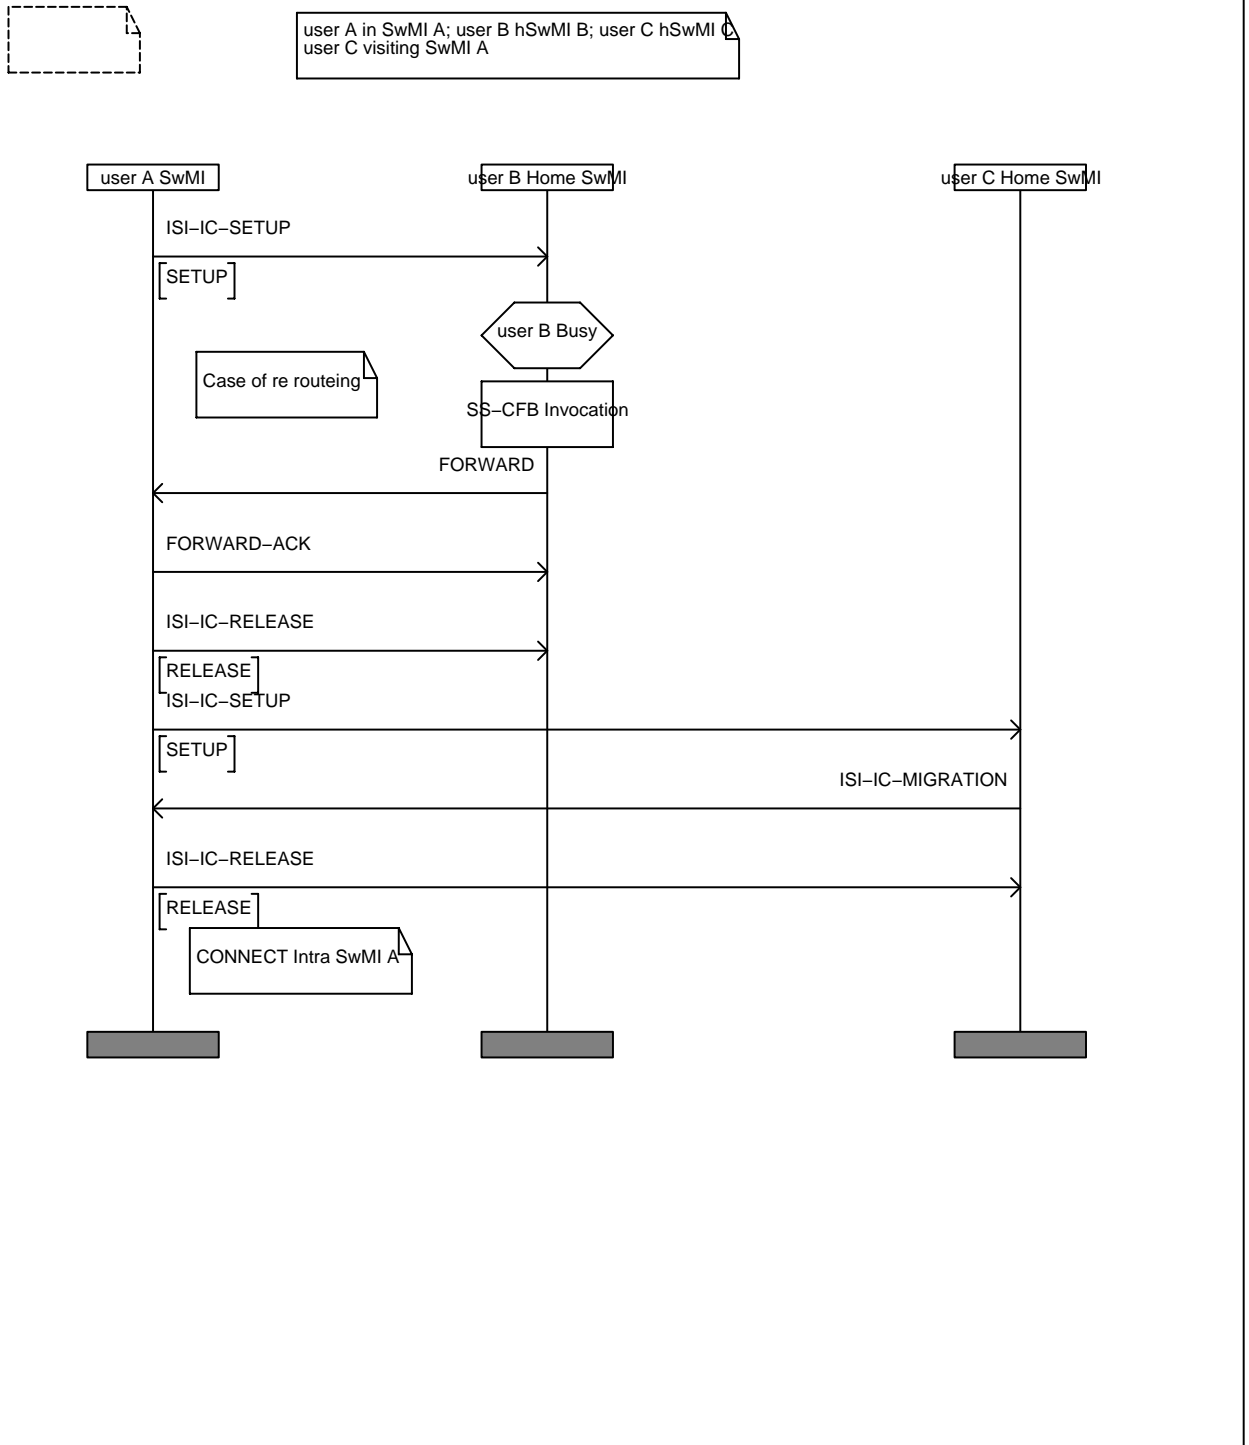 user A in SwMI A; user B hSwMI B; user C hSwMI C
user C visiting SwMI A
user A SwMI
user B Home SwMI
user C Home SwMI
ISI−IC−SETUP
SETUP
user B Busy
Case of re routeing
SS−CFB Invocation
FORWARD
FORWARD−ACK
ISI−IC−RELEASE
RELEASE
ISI−IC−SETUP
SETUP
ISI−IC−MIGRATION
ISI−IC−RELEASE
RELEASE
CONNECT Intra SwMI A